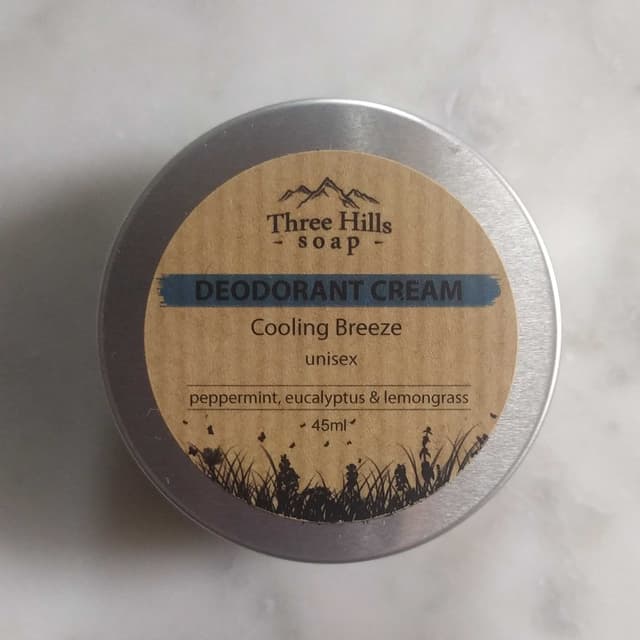 Three Hills
- soap -
DEODORANT CREAM
Cooling Breeze
unisex
peppermint, eucalyptus & lemongrass
45ml